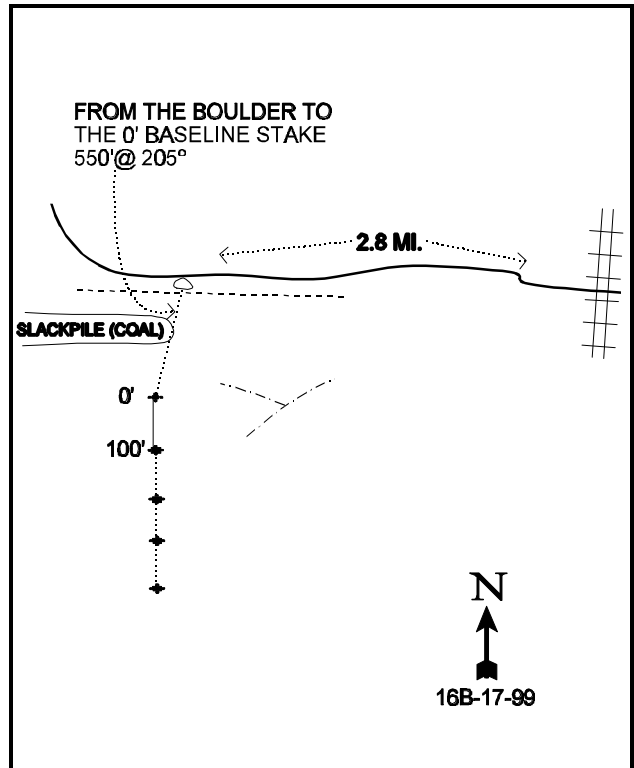 FROM THE BOULDER TO
THE 0' BASELINE STAKE
550'@ 205°
2.8 MI.
SLACKPILE (COAL)
0'
100'
N
16B-17-99